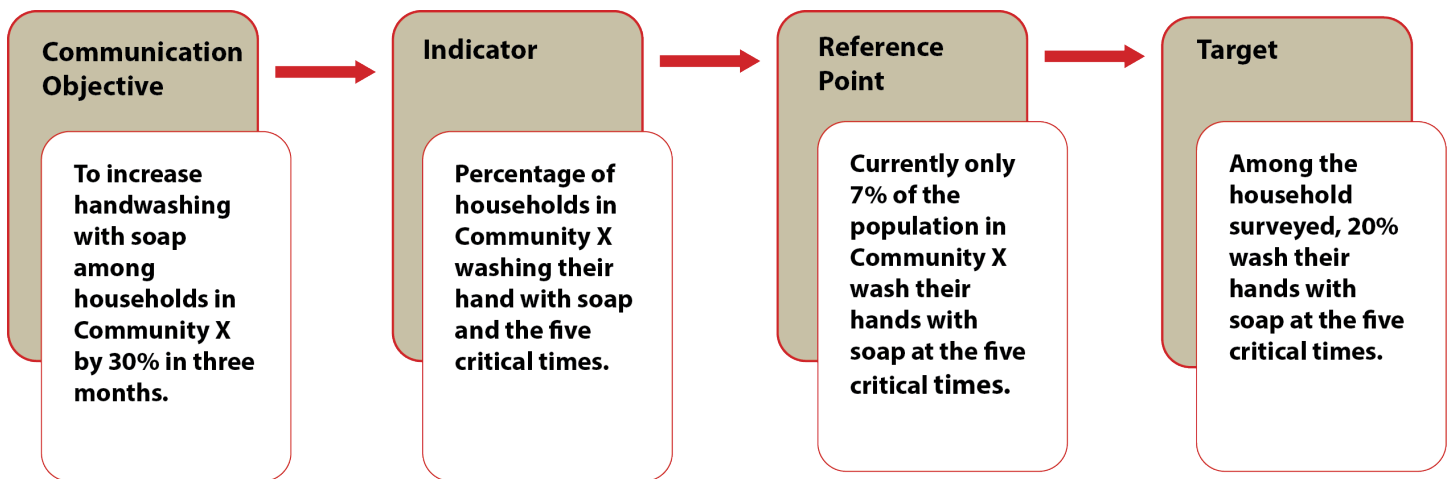 Communication
Objective
To increase
handwashing
with soap
among
households in
Community X
by 30% in three
months.
Indicator
Percentage of
households in
Community X
washing their
hand with soap
and the five
critical times.
Reference
Point
Currently only
7% of the
population in
Community X
wash their
hands with
soap at the five
critical times.
Target
Among the
household
surveyed, 20%
wash their
hands with
soap at the five
critical times.